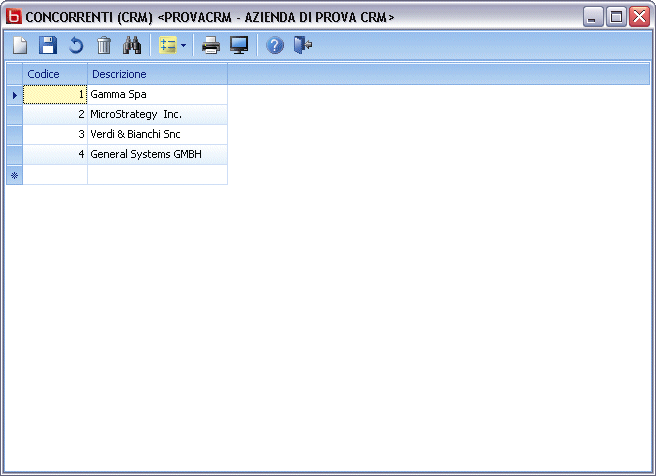 b CONCORRENTI (CRM) <PROVACRM - AZIENDA DI PROVA CRM>
?
Codice Descrizione
1 Gamma Spa
2 MicroStrategy Inc.
3 Verdi & Bianchi Snc
4 General Systems GMBH